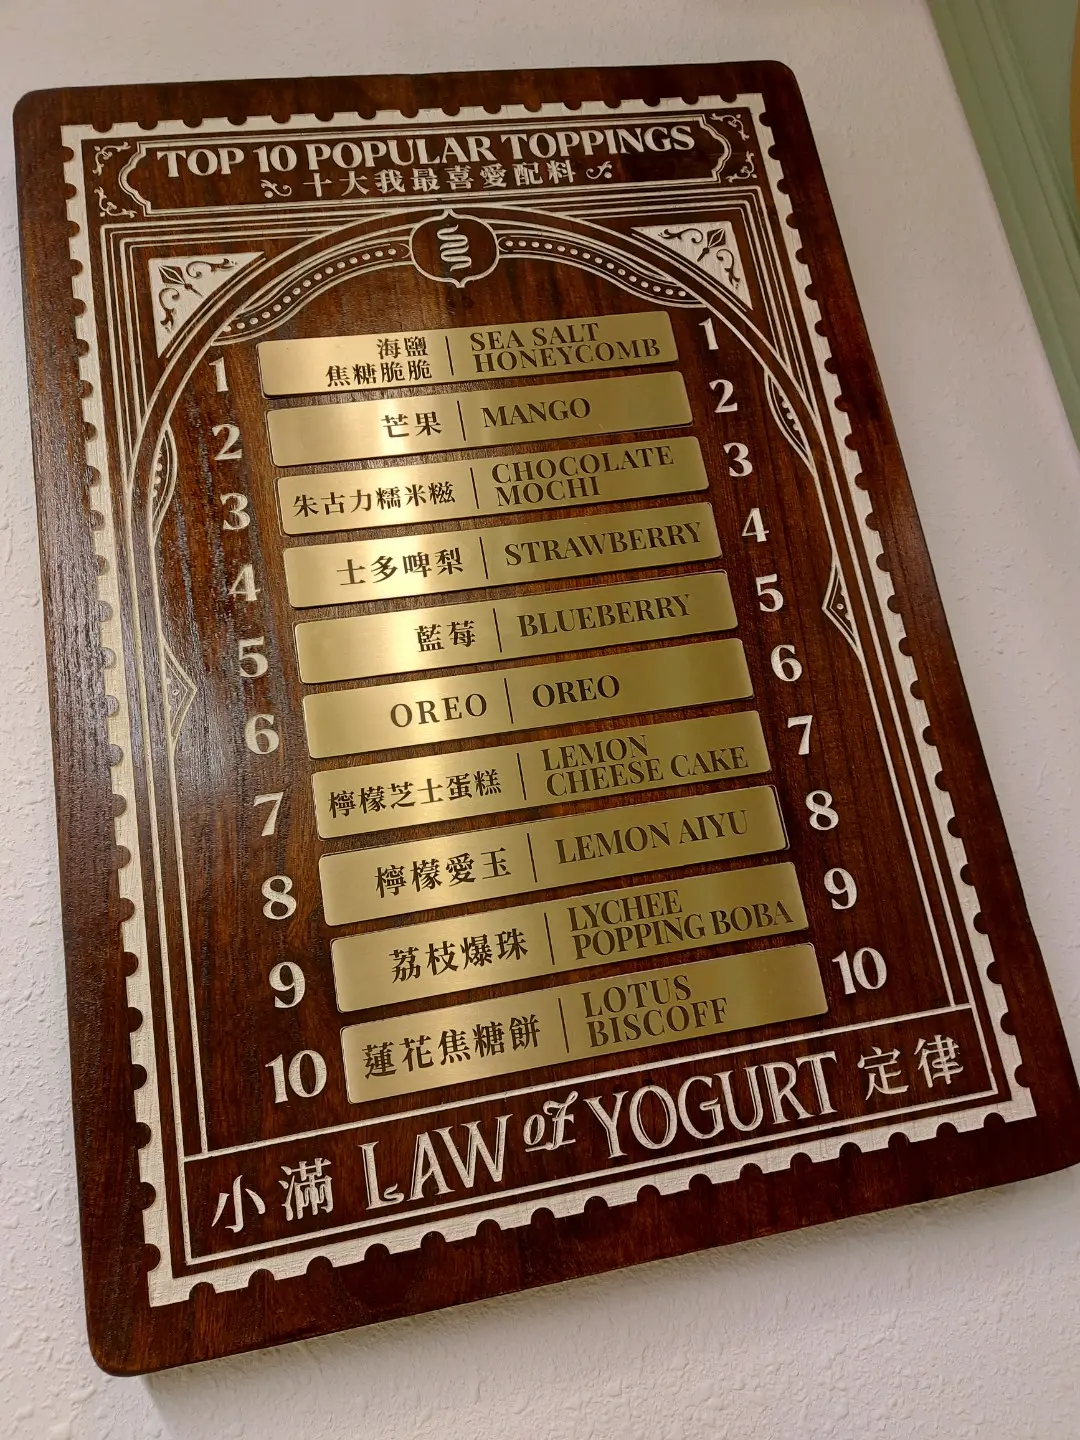 TOP 10 POPULAR TOPPINGS
十大我最喜愛配料
1 海鹽 焦糖脆脆 | SEA SALT HONEYCOMB 1
2 芒果 | MANGO 2
3 朱古力糯米糍 | CHOCOLATE MOCHI 3
4 士多啤梨 | STRAWBERRY 4
5 藍莓 | BLUEBERRY 5
6 OREO | OREO 6
7 檸檬芝士蛋糕 | LEMON CHEESE CAKE 7
8 檸檬愛玉 | LEMON AIYU 8
9 荔枝爆珠 | LYCHEE POPPING BOBA 9
10 蓮花焦糖餅 | LOTUS BISCOFF 10
小滿 LAW of YOGURT 定律